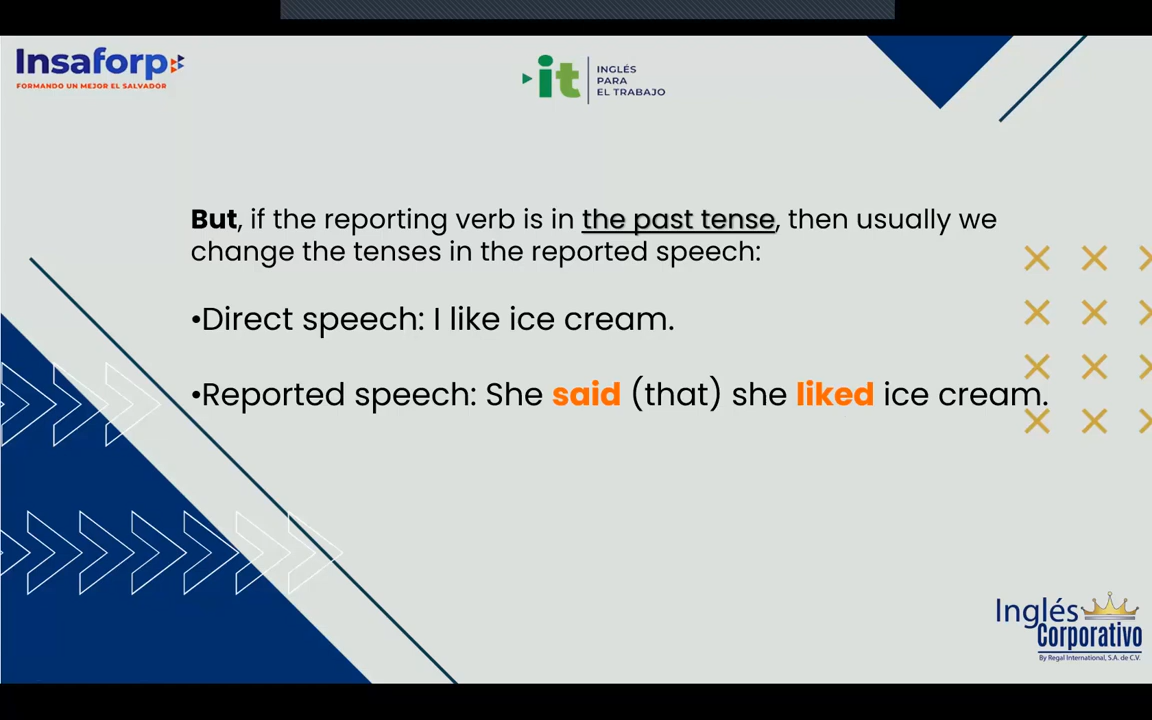 Insaforp
FORMANDO UN MEJOR EL SALVADOR
it
INGLÉS
PARA
EL TRABAJO
But, if the reporting verb is in the past tense, then usually we
change the tenses in the reported speech:
•Direct speech: I like ice cream.
•Reported speech: She said (that) she liked ice cream.
Inglés
Corporativo
By Regal International, S.A. de C.V.